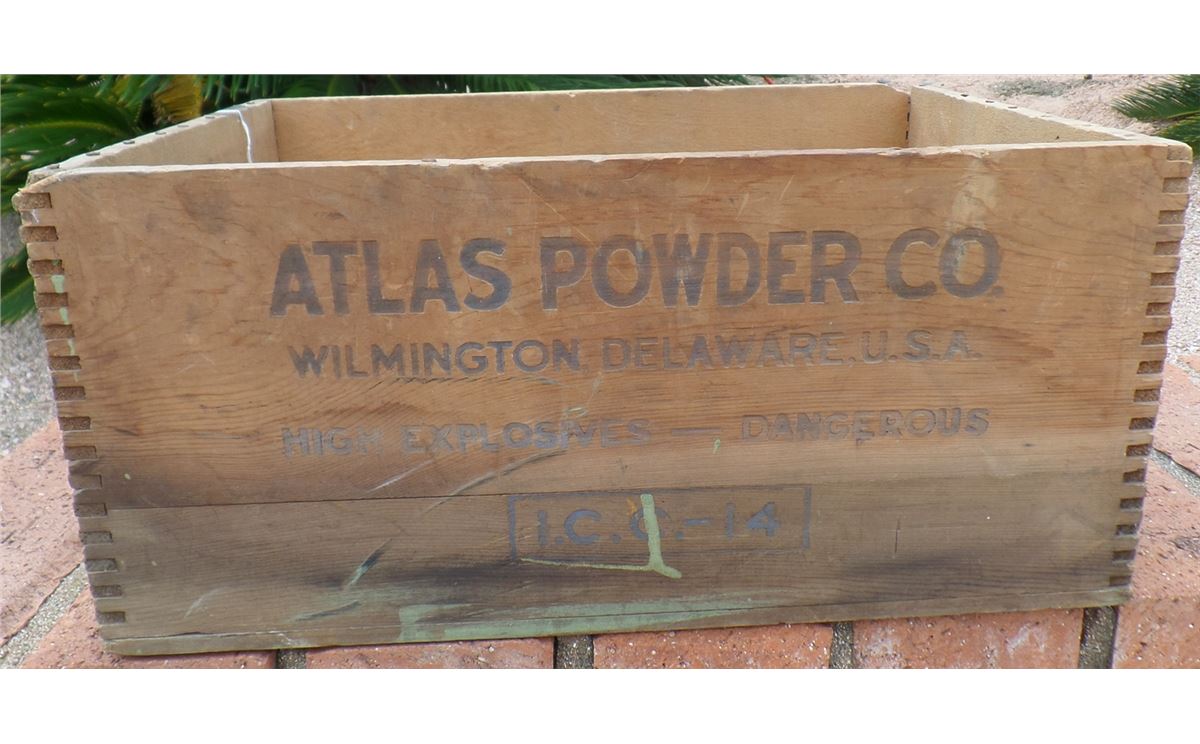 ATLAS POWDER CO.
WILMINGTON, DELAWARE, U.S.A.
HIGH EXPLOSIVES — DANGEROUS
I.C.C.-14